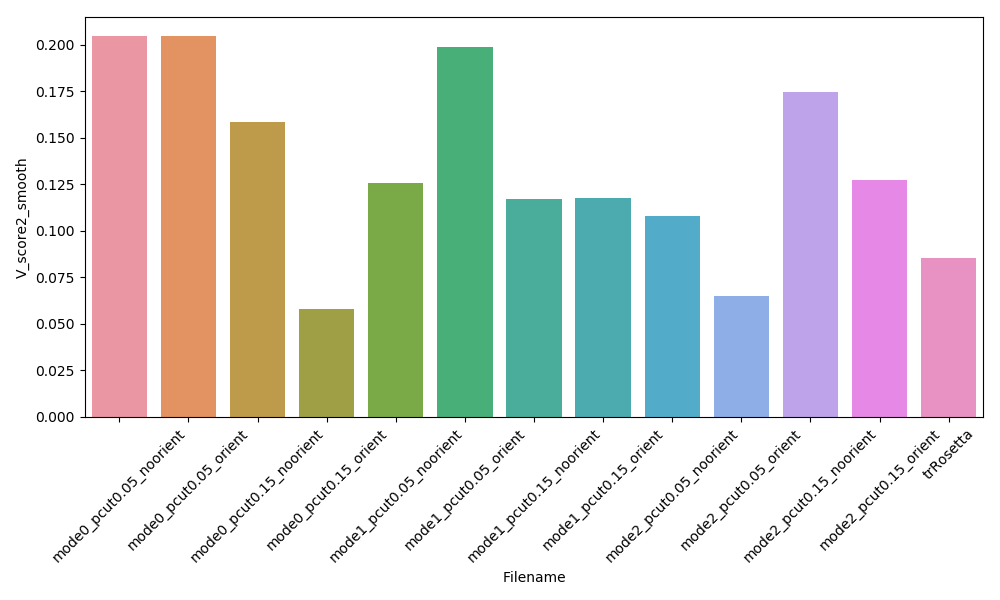 0.200
0.175
0.150
0.125
0.100
0.075
0.050
0.025
0.000
V_score2_smooth
mode0_pcut0.05_noorient
mode0_pcut0.05_orient
mode0_pcut0.15_noorient
mode0_pcut0.15_orient
mode1_pcut0.05_noorient
mode1_pcut0.05_orient
mode1_pcut0.15_noorient
mode1_pcut0.15_orient
mode2_pcut0.05_noorient
mode2_pcut0.05_orient
mode2_pcut0.15_noorient
mode2_pcut0.15_orient
trRosetta
Filename